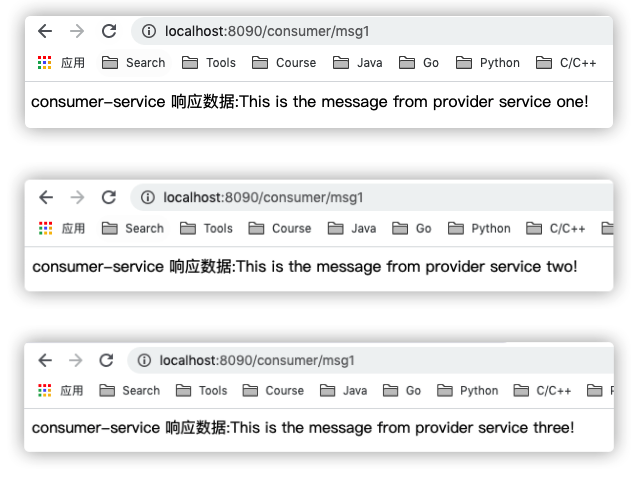 localhost:8090/consumer/msg1
应用 Search Tools Course Java Go Python C/C++
consumer-service 响应数据:This is the message from provider service one!
localhost:8090/consumer/msg1
应用 Search Tools Course Java Go Python C/C++
consumer-service 响应数据:This is the message from provider service two!
localhost:8090/consumer/msg1
应用 Search Tools Course Java Go Python C/C++
consumer-service 响应数据:This is the message from provider service three!